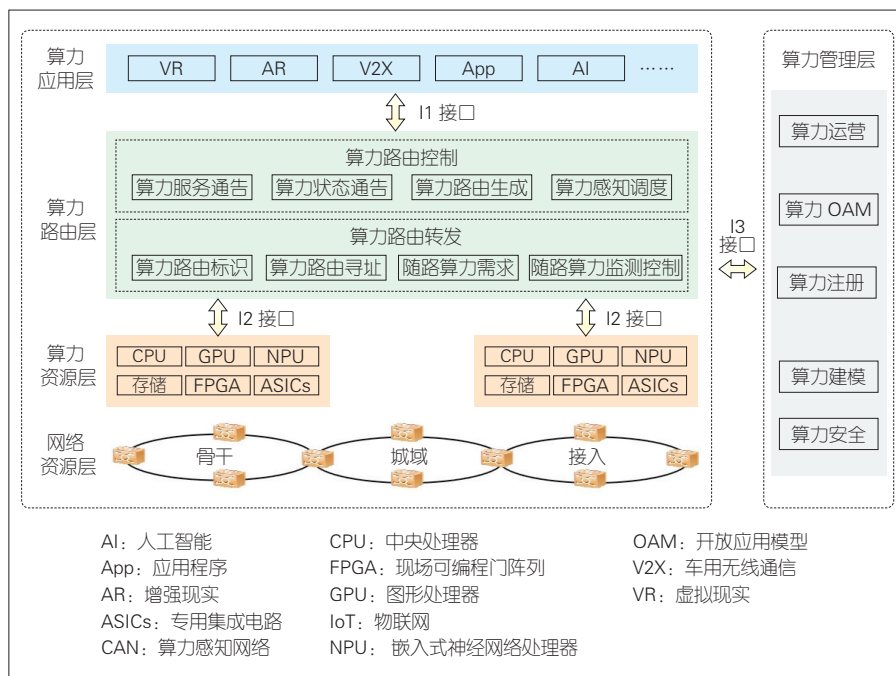 算力
应用层
VR AR V2X App AI ……
I1 接口
算力
路由层
算力路由控制
算力服务通告 算力状态通告 算力路由生成 算力感知调度
算力路由转发
算力路由标识 算力路由寻址 随路算力需求 随路算力监测控制
I2 接口 I2 接口
算力
资源层
CPU GPU NPU CPU GPU NPU
存储 FPGA ASICs 存储 FPGA ASICs
网络
资源层
骨干 城域 接入
I3
接口
算力管理层
算力运营
算力 OAM
算力注册
算力建模
算力安全
AI：人工智能
App：应用程序
AR：增强现实
ASICs：专用集成电路
CAN：算力感知网络
CPU：中央处理器
FPGA：现场可编程门阵列
GPU：图形处理器
IoT：物联网
NPU：嵌入式神经网络处理器
OAM：开放应用模型
V2X：车用无线通信
VR：虚拟现实